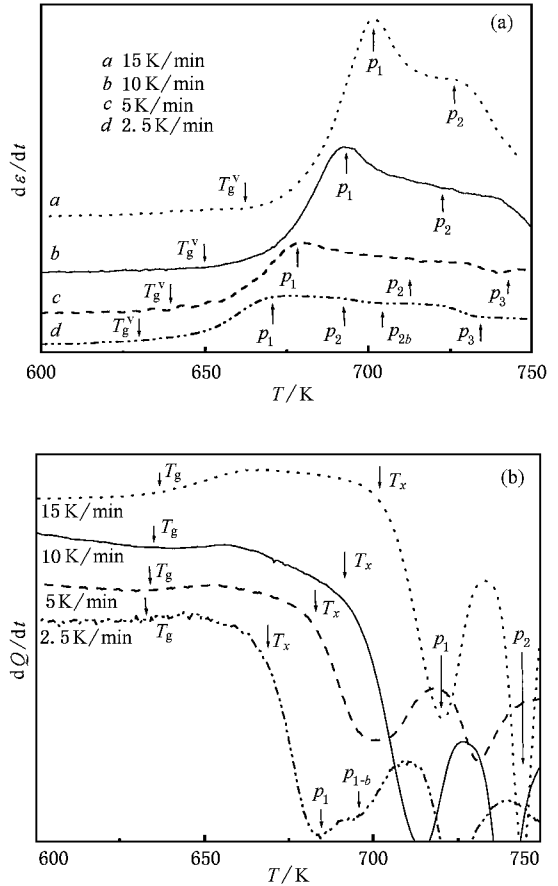 (a)
a 15 K/min
b 10 K/min
c 5 K/min
d 2.5 K/min
p₁
p₂
dε/dt
Tgᵛ
a
p₁
p₂
Tgᵛ
b
Tgᵛ
p₁
p₂
p₃
c
Tgᵛ
d
p₁
p₂
p₂b
p₃
600 650 700 750
T/K
(b)
Tg
Tx
15 K/min
Tg
Tx
10 K/min
Tg
Tx
5 K/min
Tg
Tx
2.5 K/min
p₁
p₂
dQ/dt
p₁
p₁₋b
600 650 700 750
T/K